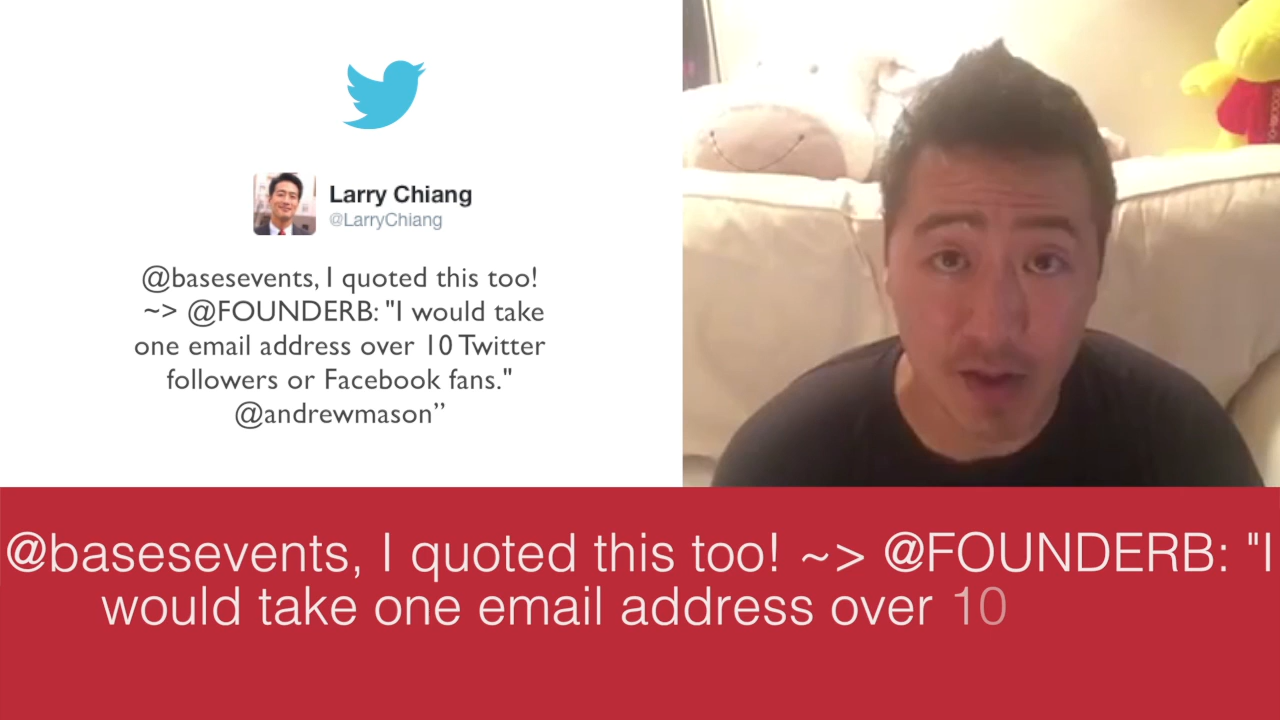 Larry Chiang
@LarryChiang
@basesevents, I quoted this too!
~> @FOUNDERB: "I would take
one email address over 10 Twitter
followers or Facebook fans."
@andrewmason”
@basesevents, I quoted this too! ~> @FOUNDERB: "I
would take one email address over 10